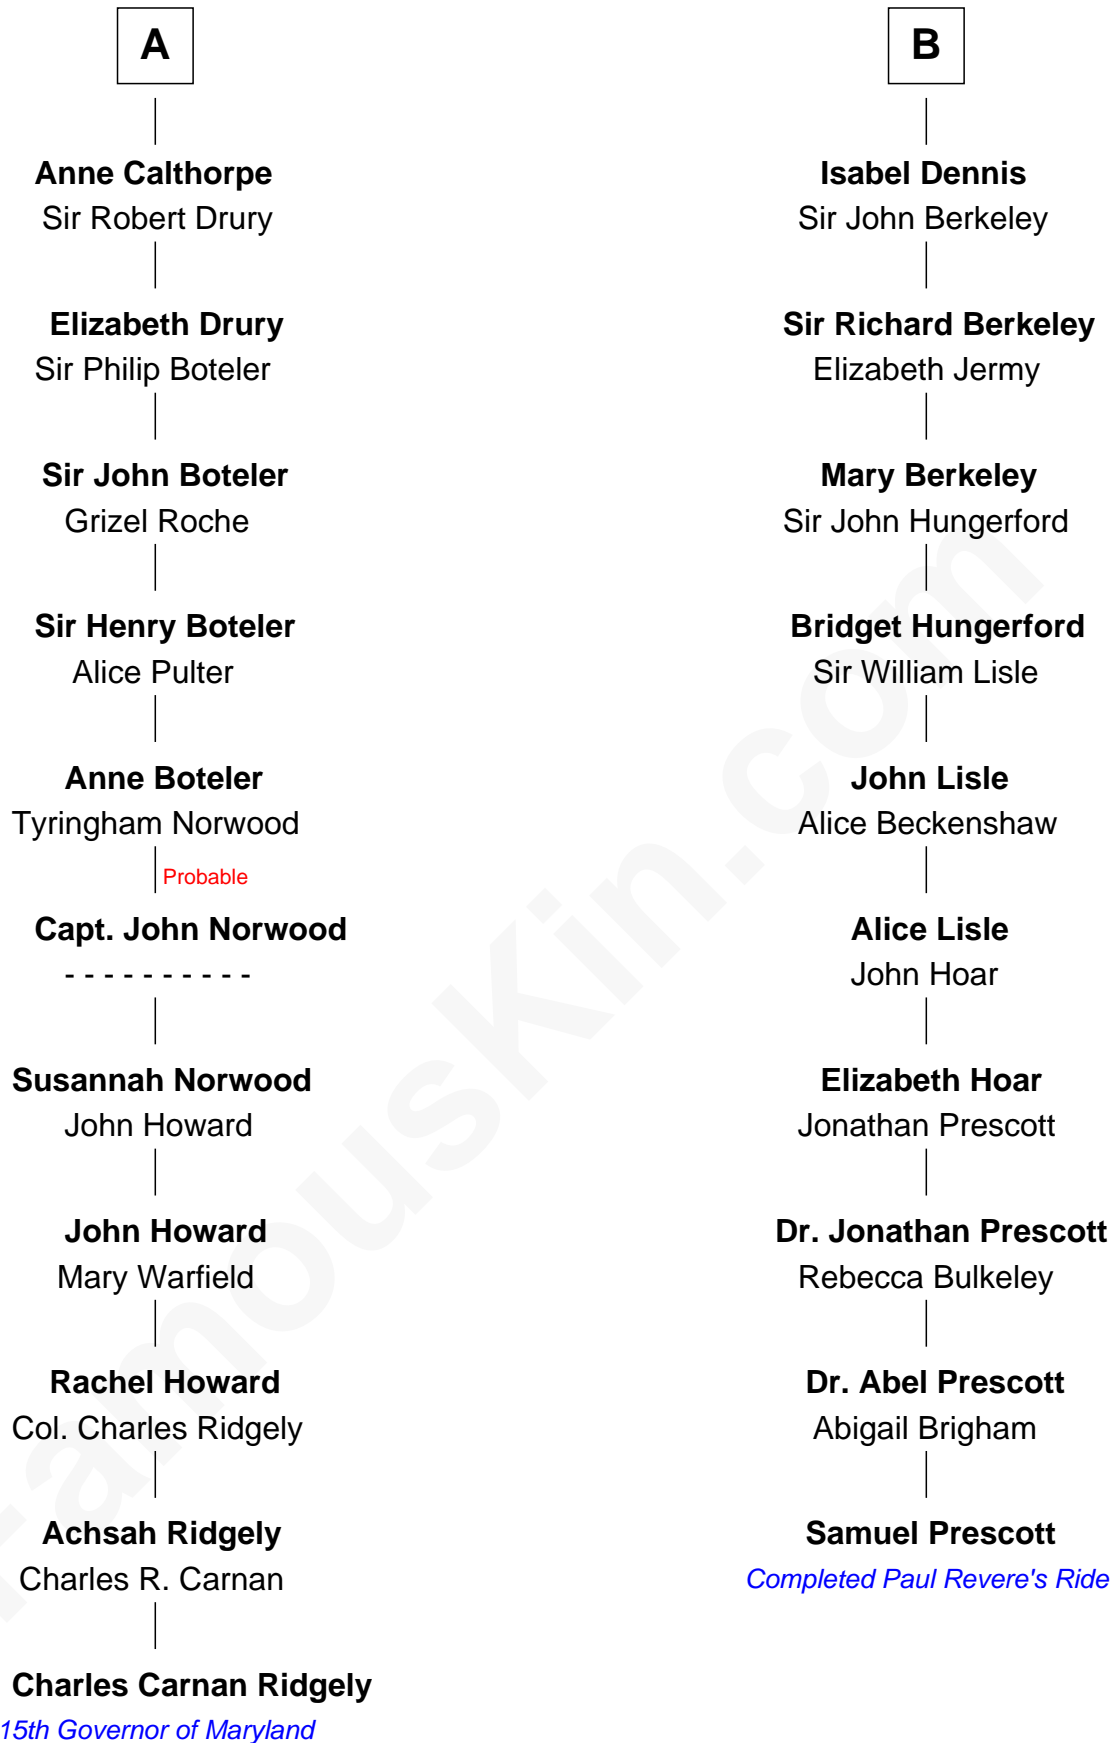 A
Anne Calthorpe
Sir Robert Drury
Elizabeth Drury
Sir Philip Boteler
Sir John Boteler
Grizel Roche
Sir Henry Boteler
Alice Pulter
Anne Boteler
Tyringham Norwood
Probable
Capt. John Norwood
- - - - - - - - - -
Susannah Norwood
John Howard
John Howard
Mary Warfield
Rachel Howard
Col. Charles Ridgely
Achsah Ridgely
Charles R. Carnan
Charles Carnan Ridgely
15th Governor of Maryland
B
Isabel Dennis
Sir John Berkeley
Sir Richard Berkeley
Elizabeth Jermy
Mary Berkeley
Sir John Hungerford
Bridget Hungerford
Sir William Lisle
John Lisle
Alice Beckenshaw
Alice Lisle
John Hoar
Elizabeth Hoar
Jonathan Prescott
Dr. Jonathan Prescott
Rebecca Bulkeley
Dr. Abel Prescott
Abigail Brigham
Samuel Prescott
Completed Paul Revere's Ride
FamousKin.com